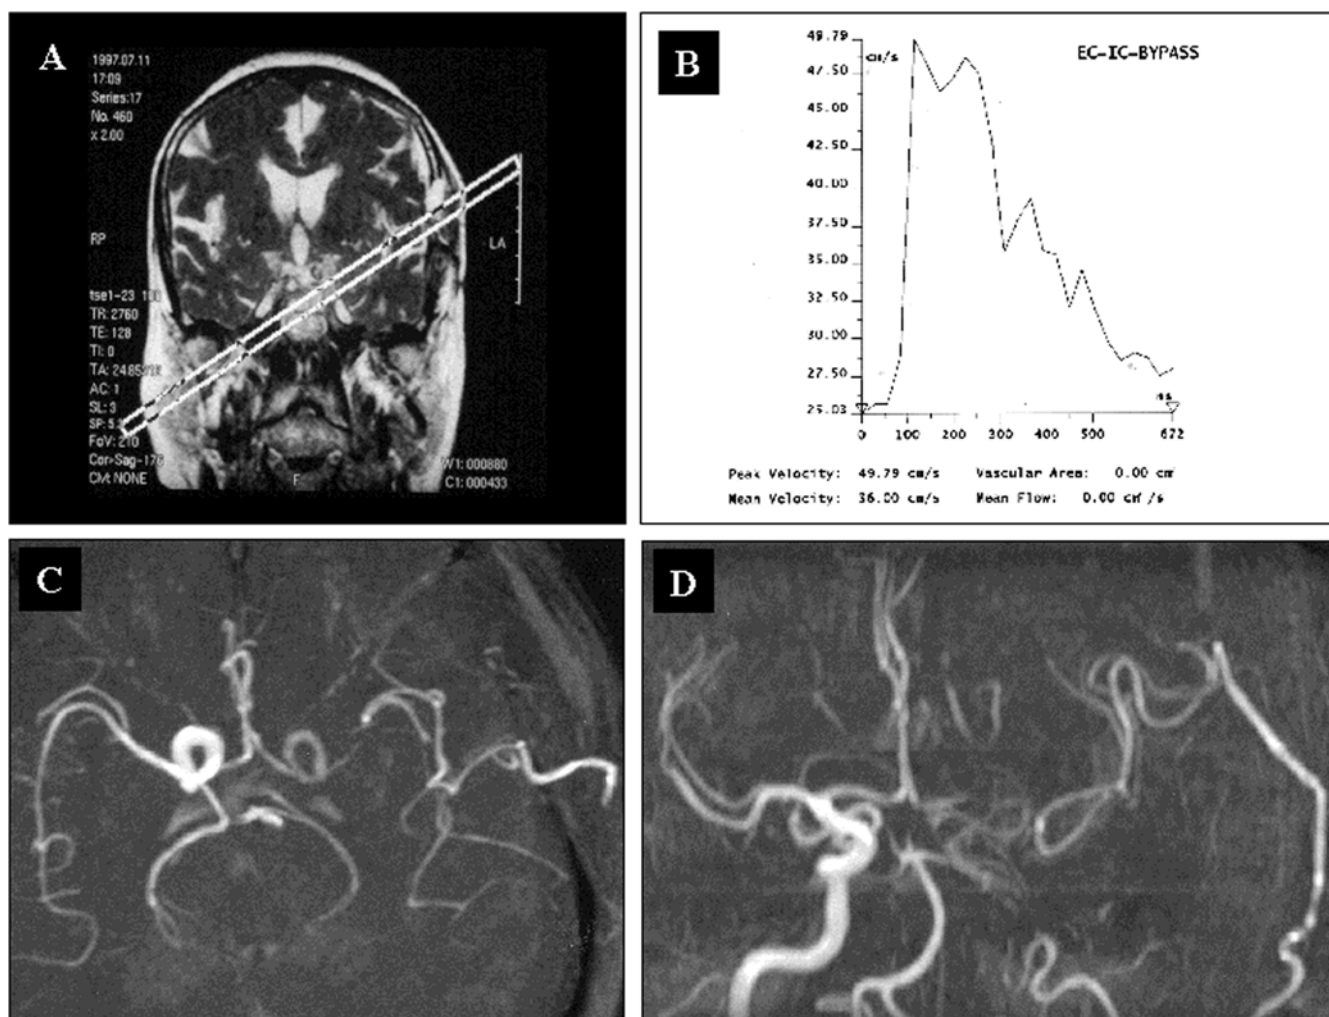 A
1997.07.11
17:09
Series:17
No. 460
x 2.00
RP
LA
TR: 2760
TE: 128
TI: 0
AC: 1
SL: 3
FoV: 210
Cor>Sag-176
CM: NONE
F
W1: 000880
C1: 000433
B
EC-IC-BYPASS
cm/s
49.79
47.50
45.00
42.50
40.00
37.50
35.00
32.50
30.00
27.50
25.03
ms
0 100 200 300 400 500 672
Peak Velocity: 49.79 cm/s Vascular Area: 0.00 cm
Mean Velocity: 36.00 cm/s Mean Flow: 0.00 cm /s
C
D